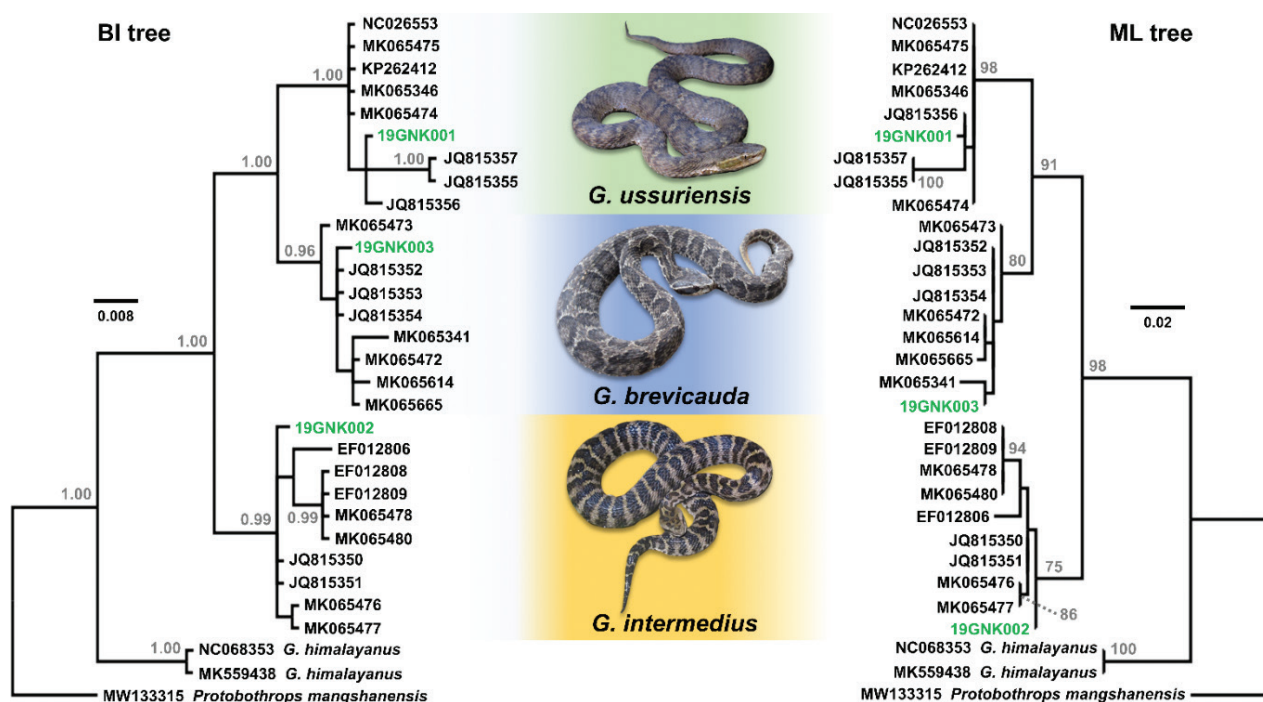 BI tree
ML tree
NC026553
MK065475
KP262412
MK065346
MK065474
19GNK001
JQ815357
JQ815355
JQ815356
MK065473
19GNK003
JQ815352
JQ815353
JQ815354
MK065341
MK065472
MK065614
MK065665
19GNK002
EF012806
EF012808
EF012809
MK065478
MK065480
JQ815350
JQ815351
MK065476
MK065477
NC068353 G. himalayanus
MK559438 G. himalayanus
MW133315 Protobothrops mangshanensis
1.00
1.00
1.00
0.96
1.00
1.00
0.99
0.99
1.00
0.008
G. ussuriensis
G. brevicauda
G. intermedius
NC026553
MK065475
KP262412
MK065346
JQ815356
19GNK001
JQ815357
JQ815355
MK065474
MK065473
JQ815352
JQ815353
JQ815354
MK065472
MK065614
MK065665
MK065341
19GNK003
EF012808
EF012809
MK065478
MK065480
EF012806
JQ815350
JQ815351
MK065476
MK065477
19GNK002
NC068353 G. himalayanus
MK559438 G. himalayanus
MW133315 Protobothrops mangshanensis
98
100
91
80
98
94
75
86
100
0.02